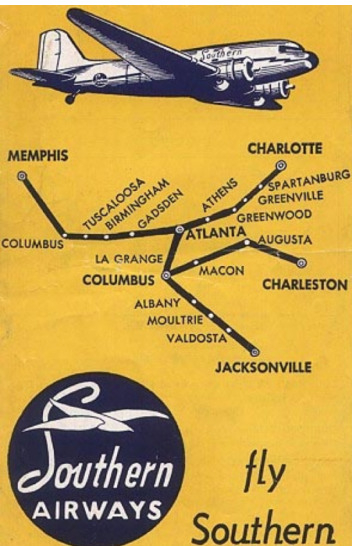 Southern
MEMPHIS
CHARLOTTE
TUSCALOOSA
BIRMINGHAM
GADSDEN
ATHENS
SPARTANBURG
GREENVILLE
GREENWOOD
COLUMBUS
ATLANTA
AUGUSTA
LA GRANGE
COLUMBUS
MACON
CHARLESTON
ALBANY
MOULTRIE
VALDOSTA
JACKSONVILLE
Southern
AIRWAYS
fly
Southern